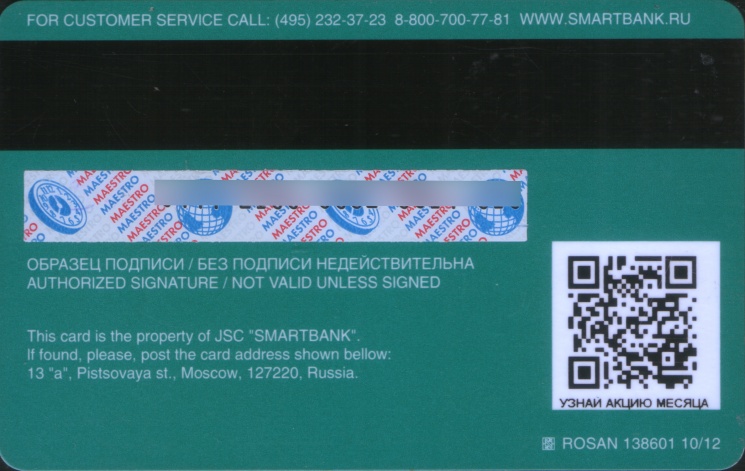 FOR CUSTOMER SERVICE CALL: (495) 232-37-23 8-800-700-77-81 WWW.SMARTBANK.RU
MAESTRO MAESTRO MAESTRO MAESTRO
ОБРАЗЕЦ ПОДПИСИ / БЕЗ ПОДПИСИ НЕДЕЙСТВИТЕЛЬНА
AUTHORIZED SIGNATURE / NOT VALID UNLESS SIGNED
This card is the property of JSC "SMARTBANK".
If found, please, post the card address shown bellow:
13 "a", Pistsovaya st., Moscow, 127220, Russia.
УЗНАЙ АКЦИЮ МЕСЯЦА
ROSAN 138601 10/12